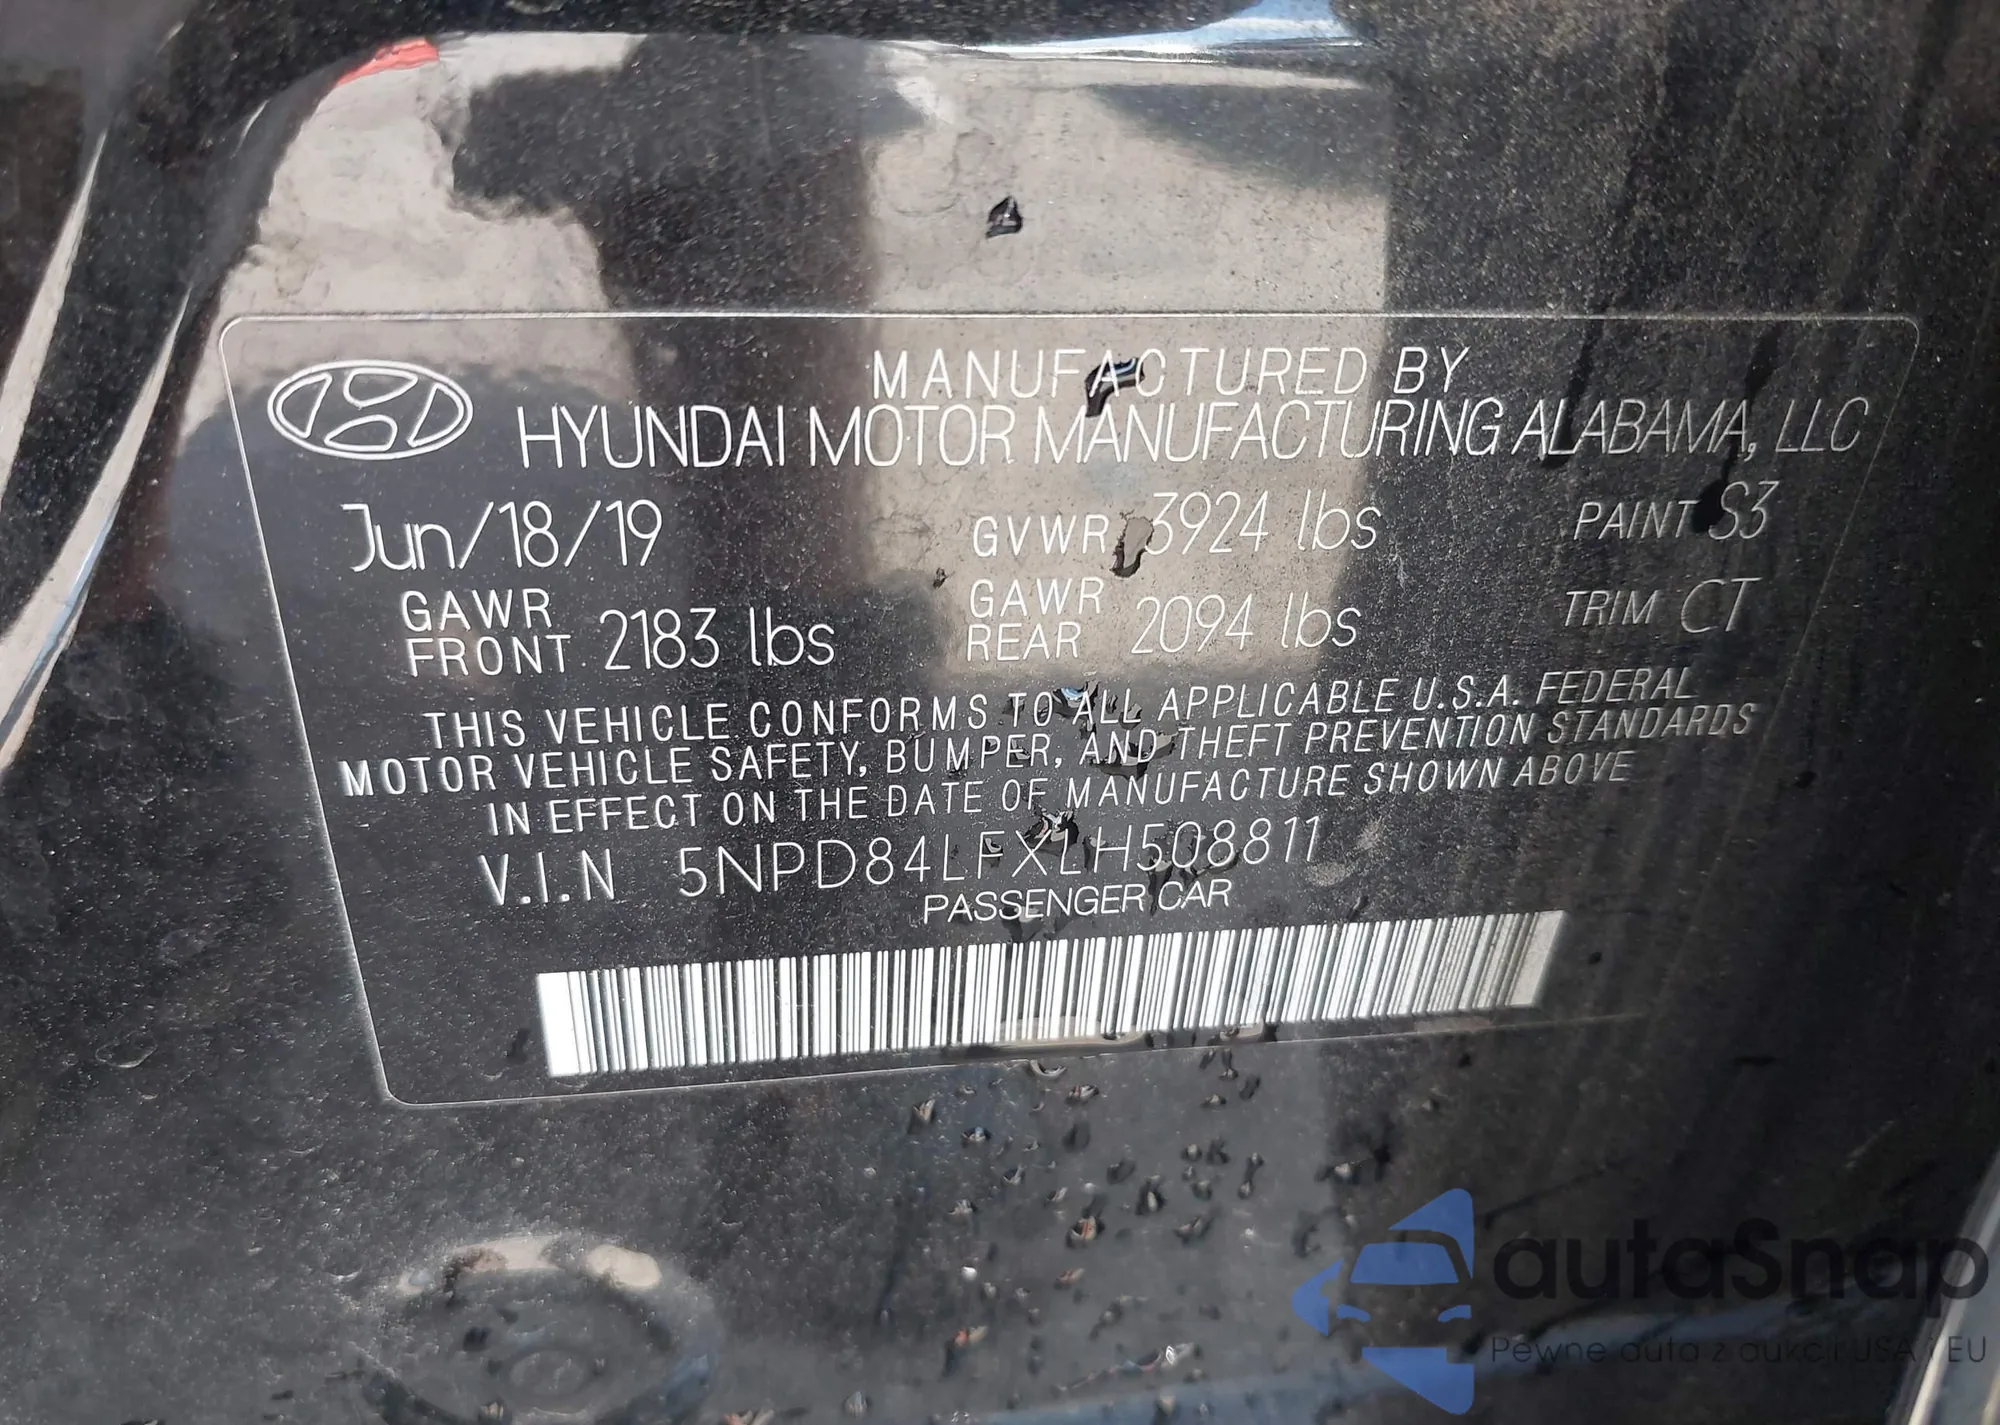 MANUFACTURED BY
HYUNDAI MOTOR MANUFACTURING ALABAMA, LLC
Jun/18/19 GVWR 3924 lbs PAINT S3
GAWR FRONT 2183 lbs GAWR REAR 2094 lbs TRIM CT
THIS VEHICLE CONFORMS TO ALL APPLICABLE U.S.A. FEDERAL
MOTOR VEHICLE SAFETY, BUMPER, AND THEFT PREVENTION STANDARDS
IN EFFECT ON THE DATE OF MANUFACTURE SHOWN ABOVE
V.I.N 5NPD84LFXLH508811
PASSENGER CAR
autaSnap
Pewne auta z aukcji USA i EU